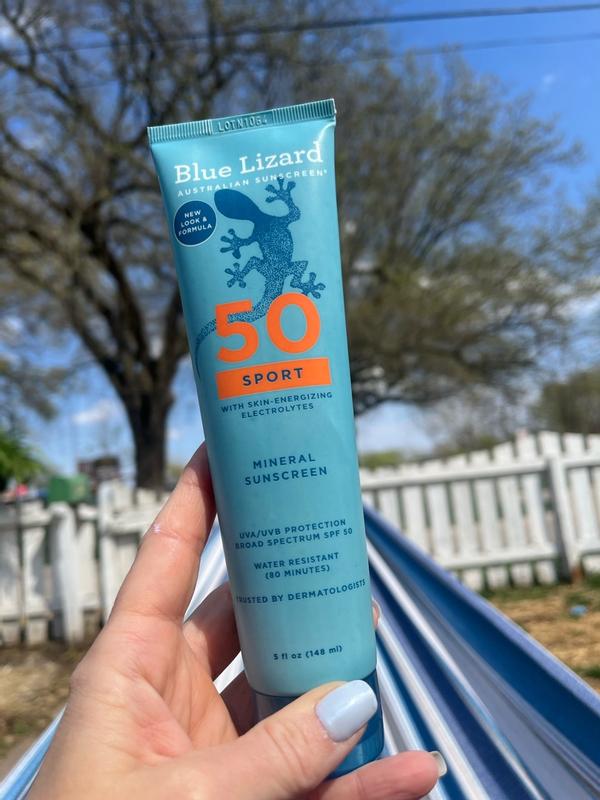 LOTN1064
Blue Lizard
AUSTRALIAN SUNSCREEN®
NEW
LOOK &
FORMULA
50
SPORT
WITH SKIN-ENERGIZING
ELECTROLYTES
MINERAL
SUNSCREEN
UVA/UVB PROTECTION
BROAD SPECTRUM SPF 50
WATER RESISTANT
(80 MINUTES)
TRUSTED BY DERMATOLOGISTS
5 fl oz (148 ml)